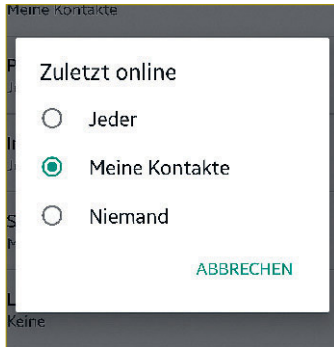 Meine Kontakte
Zuletzt online
Jeder
Meine Kontakte
Niemand
ABBRECHEN
Keine